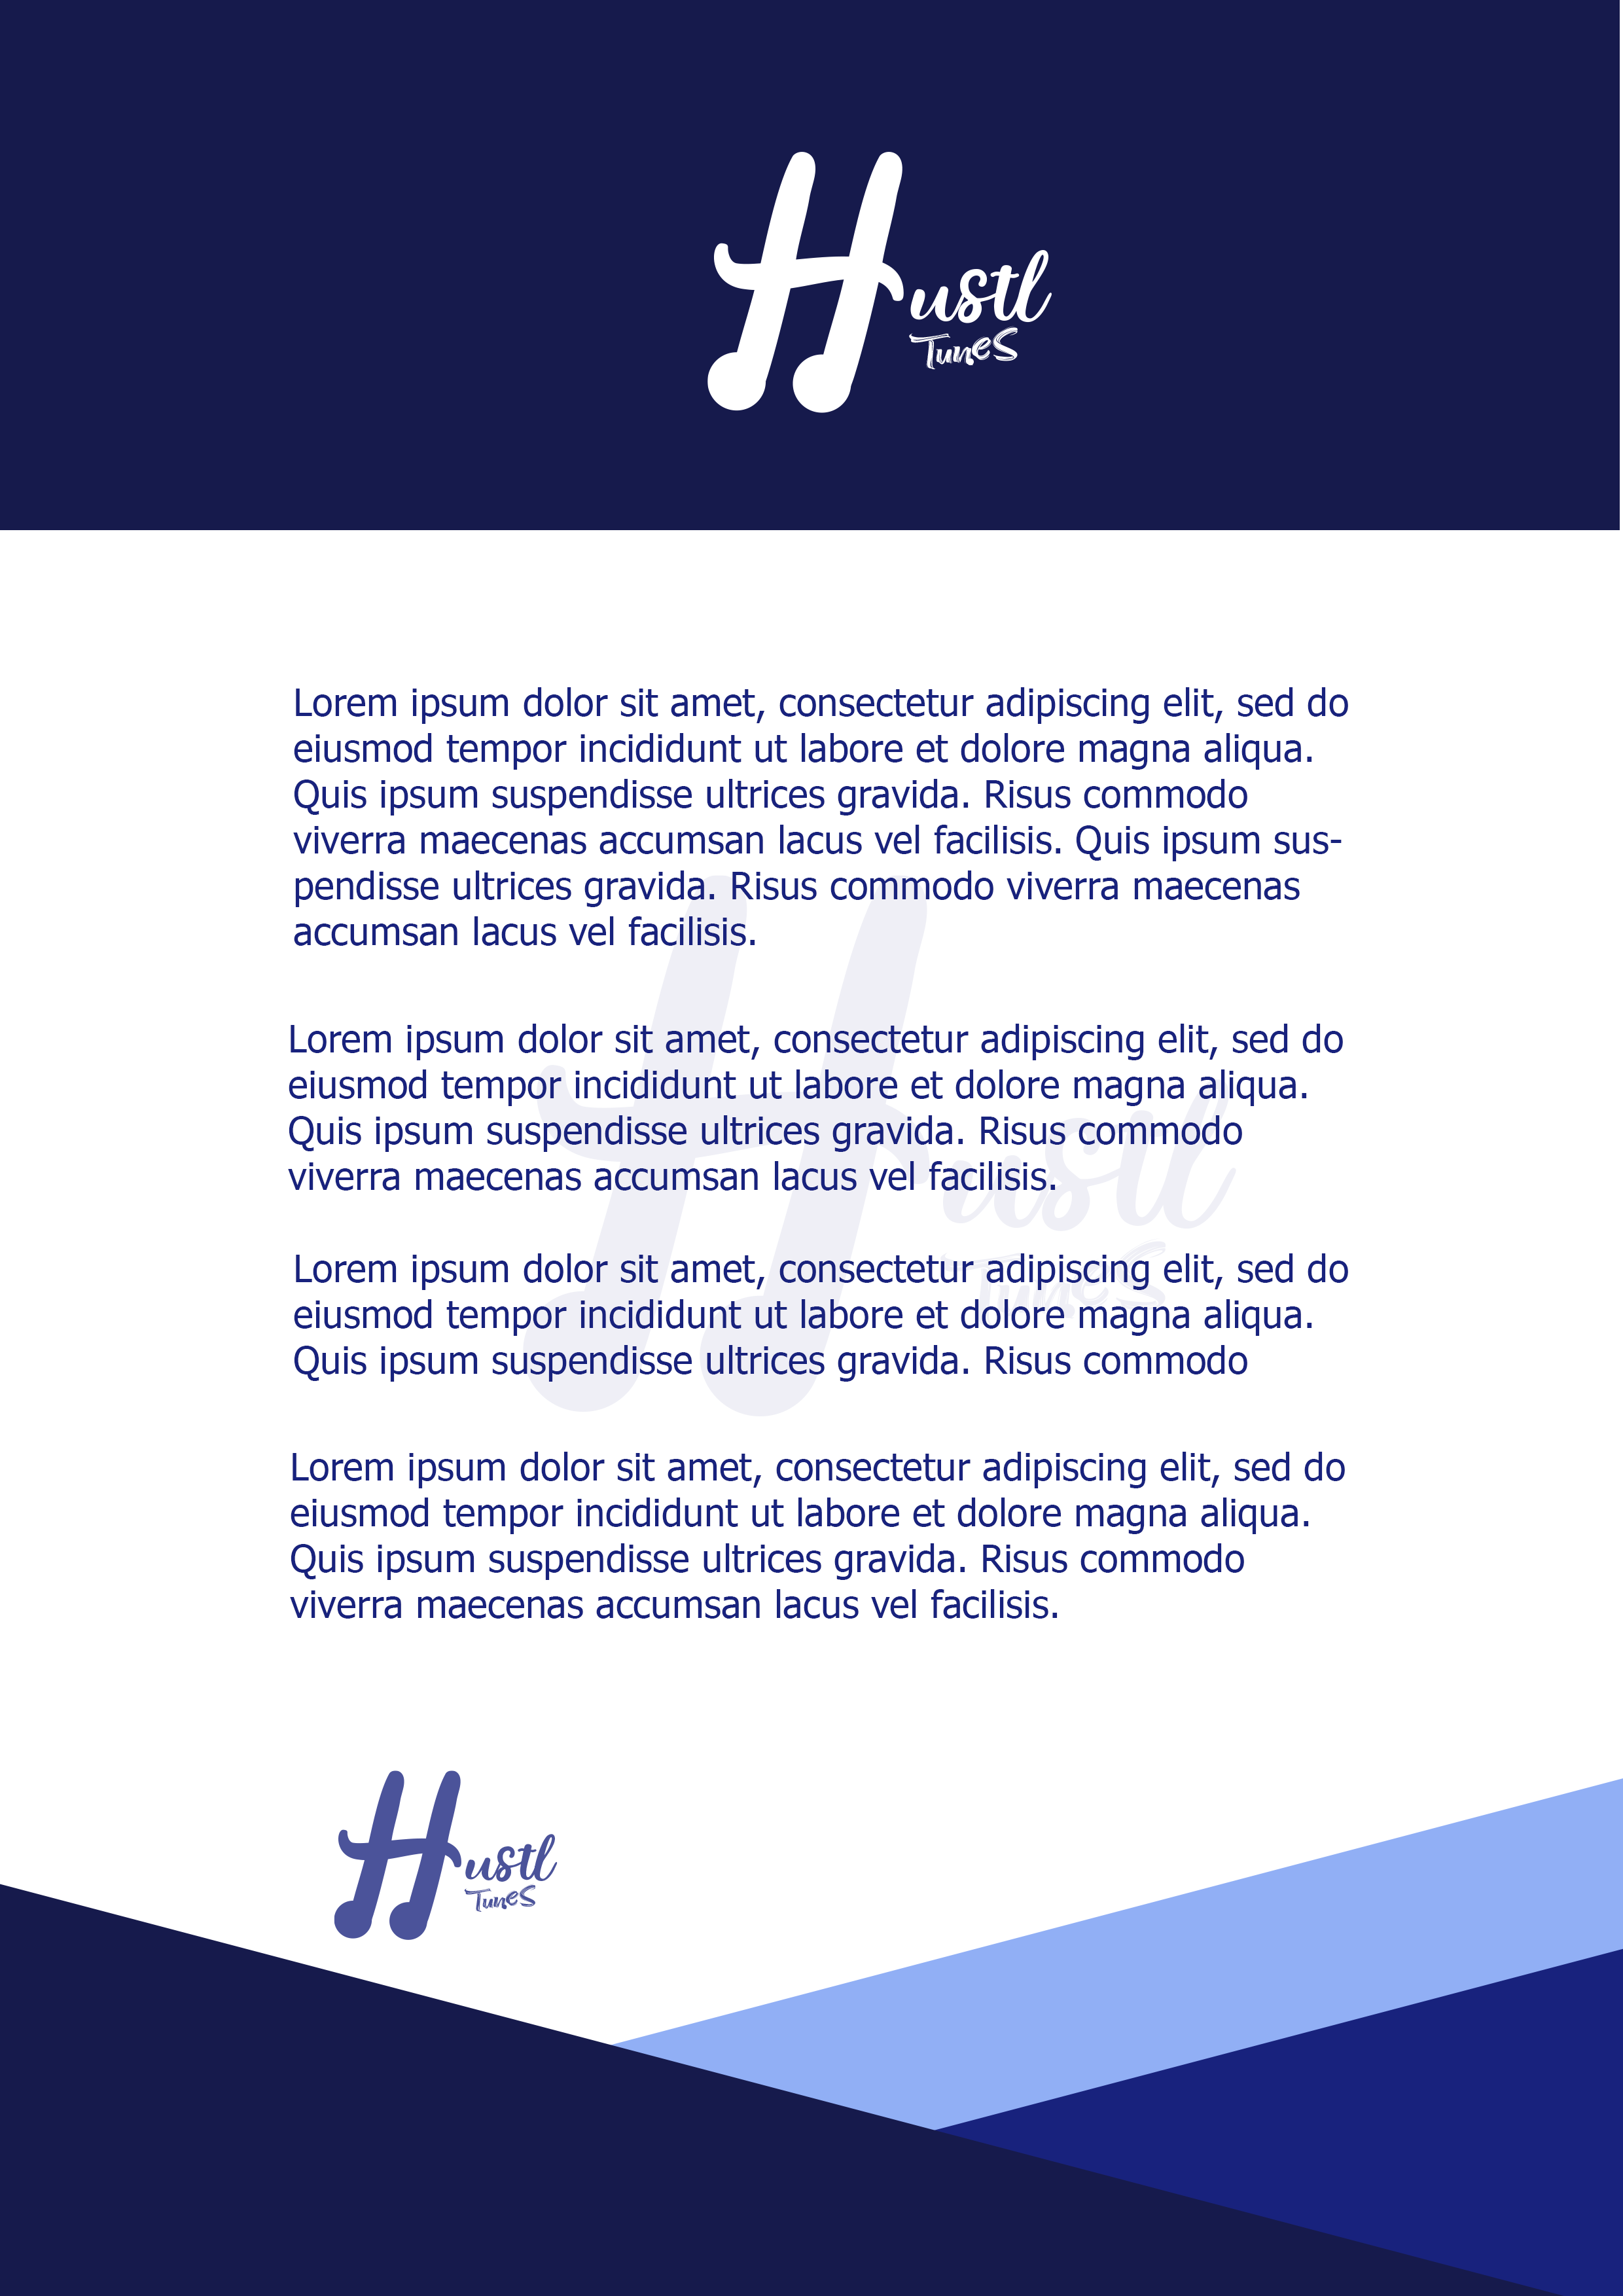 Hustl
Tunes
Lorem ipsum dolor sit amet, consectetur adipiscing elit, sed do
eiusmod tempor incididunt ut labore et dolore magna aliqua.
Quis ipsum suspendisse ultrices gravida. Risus commodo
viverra maecenas accumsan lacus vel facilisis. Quis ipsum sus-
pendisse ultrices gravida. Risus commodo viverra maecenas
accumsan lacus vel facilisis.
Lorem ipsum dolor sit amet, consectetur adipiscing elit, sed do
eiusmod tempor incididunt ut labore et dolore magna aliqua.
Quis ipsum suspendisse ultrices gravida. Risus commodo
viverra maecenas accumsan lacus vel facilisis.
Hustl
Tunes
Lorem ipsum dolor sit amet, consectetur adipiscing elit, sed do
eiusmod tempor incididunt ut labore et dolore magna aliqua.
Quis ipsum suspendisse ultrices gravida. Risus commodo
Lorem ipsum dolor sit amet, consectetur adipiscing elit, sed do
eiusmod tempor incididunt ut labore et dolore magna aliqua.
Quis ipsum suspendisse ultrices gravida. Risus commodo
viverra maecenas accumsan lacus vel facilisis.
Hustl
Tunes